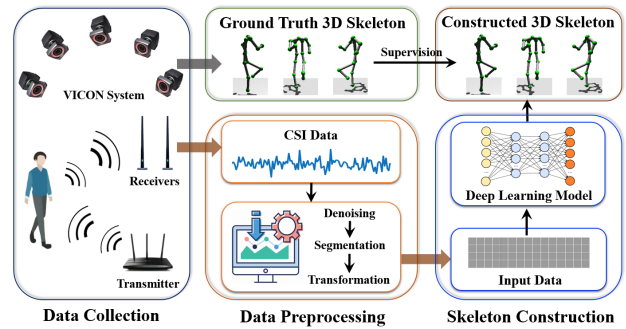 Ground Truth 3D Skeleton
Constructed 3D Skeleton
Supervision
VICON System
CSI Data
Receivers
Deep Learning Model
Denoising
Segmentation
Transformation
Input Data
Transmitter
Data Collection
Data Preprocessing
Skeleton Construction